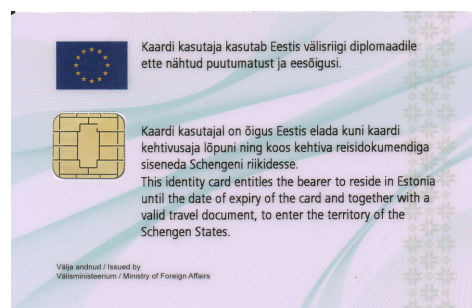 Kaardi kasutaja kasutab Eestis välisriigi diplomaadile
ette nähtud puutumatust ja eesõigusi.
Kaardi kasutajal on õigus Eestis elada kuni kaardi
kehtivusaja lõpuni ning koos kehtiva reisidokumendiga
siseneda Schengeni riikidesse.
This identity card entitles the bearer to reside in Estonia
until the date of expiry of the card and together with a
valid travel document, to enter the territory of the
Schengen States.
Välja andnud / Issued by
Välisministeerium / Ministry of Foreign Affairs